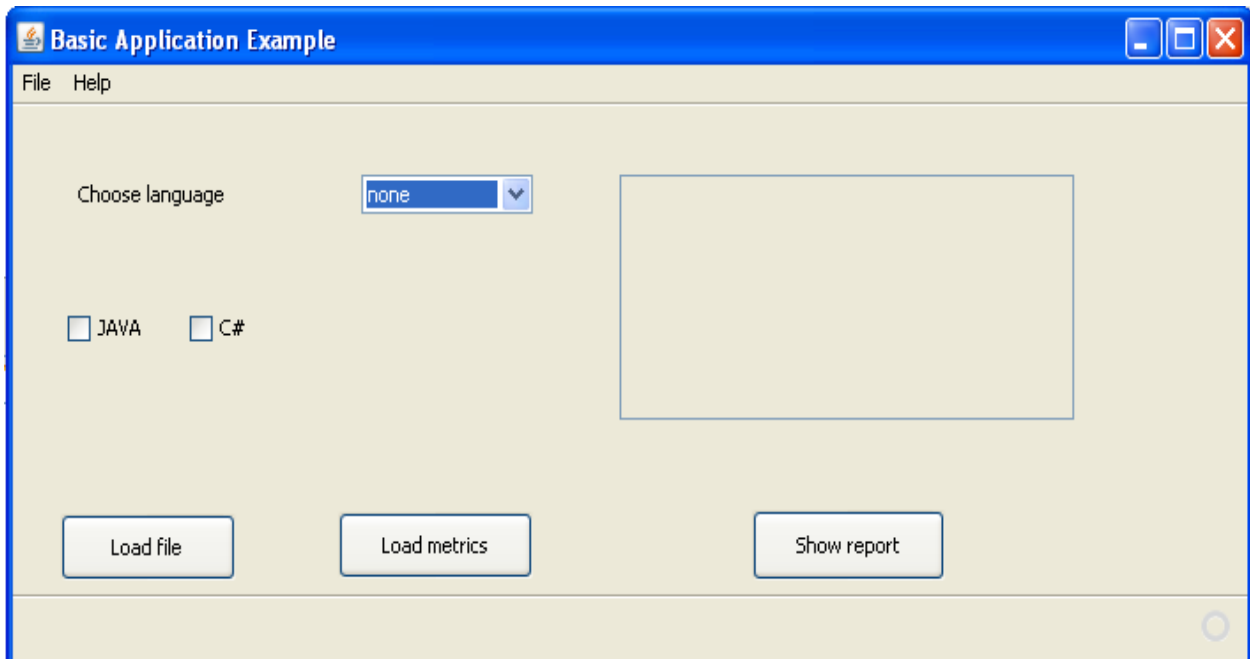 Basic Application Example
File Help
Choose language none
JAVA C#
Load file Load metrics Show report